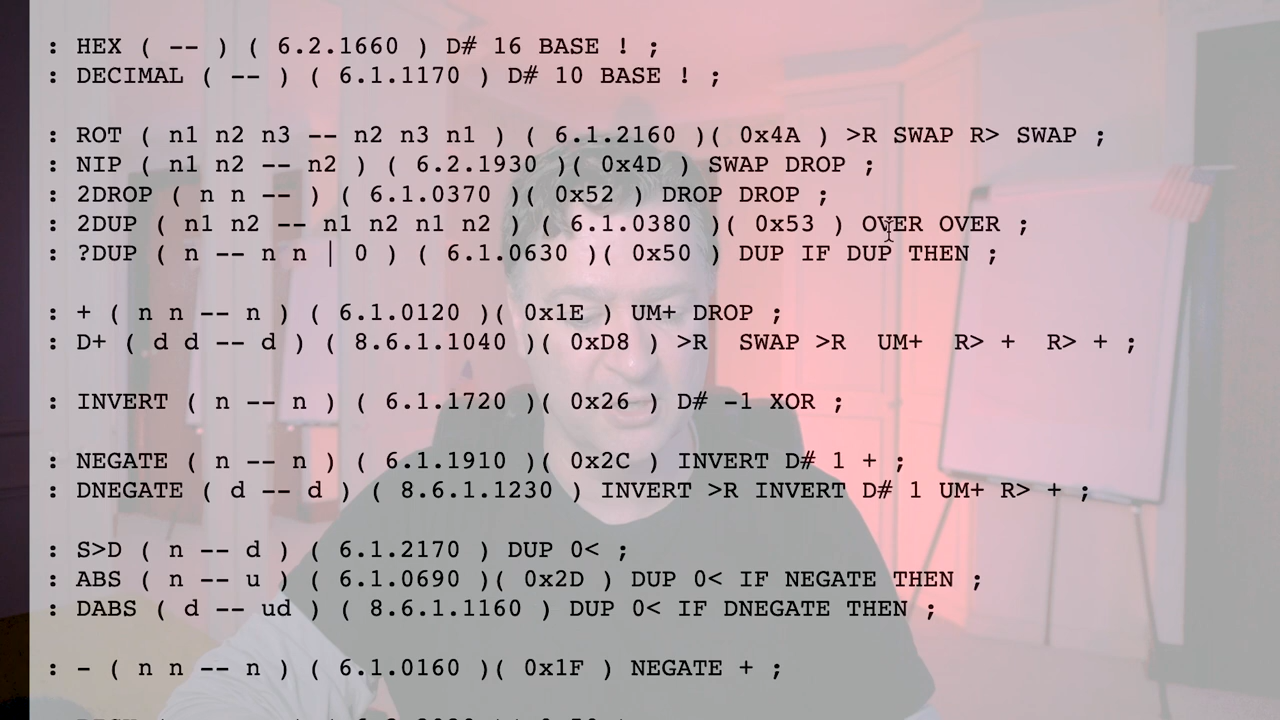 : HEX ( -- ) ( 6.2.1660 ) D# 16 BASE ! ;
: DECIMAL ( -- ) ( 6.1.1170 ) D# 10 BASE ! ;
: ROT ( n1 n2 n3 -- n2 n3 n1 ) ( 6.1.2160 )( 0x4A ) >R SWAP R> SWAP ;
: NIP ( n1 n2 -- n2 ) ( 6.2.1930 )( 0x4D ) SWAP DROP ;
: 2DROP ( n n -- ) ( 6.1.0370 )( 0x52 ) DROP DROP ;
: 2DUP ( n1 n2 -- n1 n2 n1 n2 ) ( 6.1.0380 )( 0x53 ) OVER OVER ;
: ?DUP ( n -- n n | 0 ) ( 6.1.0630 )( 0x50 ) DUP IF DUP THEN ;
: + ( n n -- n ) ( 6.1.0120 )( 0x1E ) UM+ DROP ;
: D+ ( d d -- d ) ( 8.6.1.1040 )( 0xD8 ) >R SWAP >R UM+ R> + R> + ;
: INVERT ( n -- n ) ( 6.1.1720 )( 0x26 ) D# -1 XOR ;
: NEGATE ( n -- n ) ( 6.1.1910 )( 0x2C ) INVERT D# 1 + ;
: DNEGATE ( d -- d ) ( 8.6.1.1230 ) INVERT >R INVERT D# 1 UM+ R> + ;
: S>D ( n -- d ) ( 6.1.2170 ) DUP 0< ;
: ABS ( n -- u ) ( 6.1.0690 )( 0x2D ) DUP 0< IF NEGATE THEN ;
: DABS ( d -- ud ) ( 8.6.1.1160 ) DUP 0< IF DNEGATE THEN ;
: - ( n n -- n ) ( 6.1.0160 )( 0x1F ) NEGATE + ;